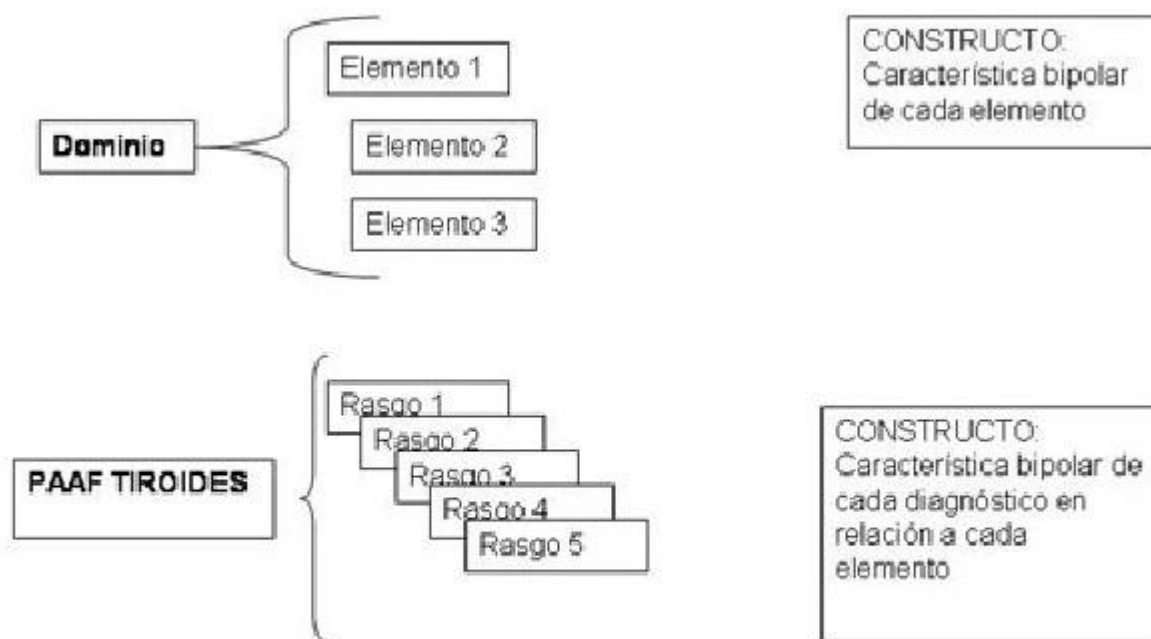 Elemento 1
Dominio
Elemento 2
Elemento 3
CONSTRUCTO:
Característica bipolar
de cada elemento
Rasgo 1
Rasgo 2
Rasgo 3
Rasgo 4
Rasgo 5
PAAF TIROIDES
CONSTRUCTO:
Característica bipolar de
cada diagnóstico en
relación a cada
elemento